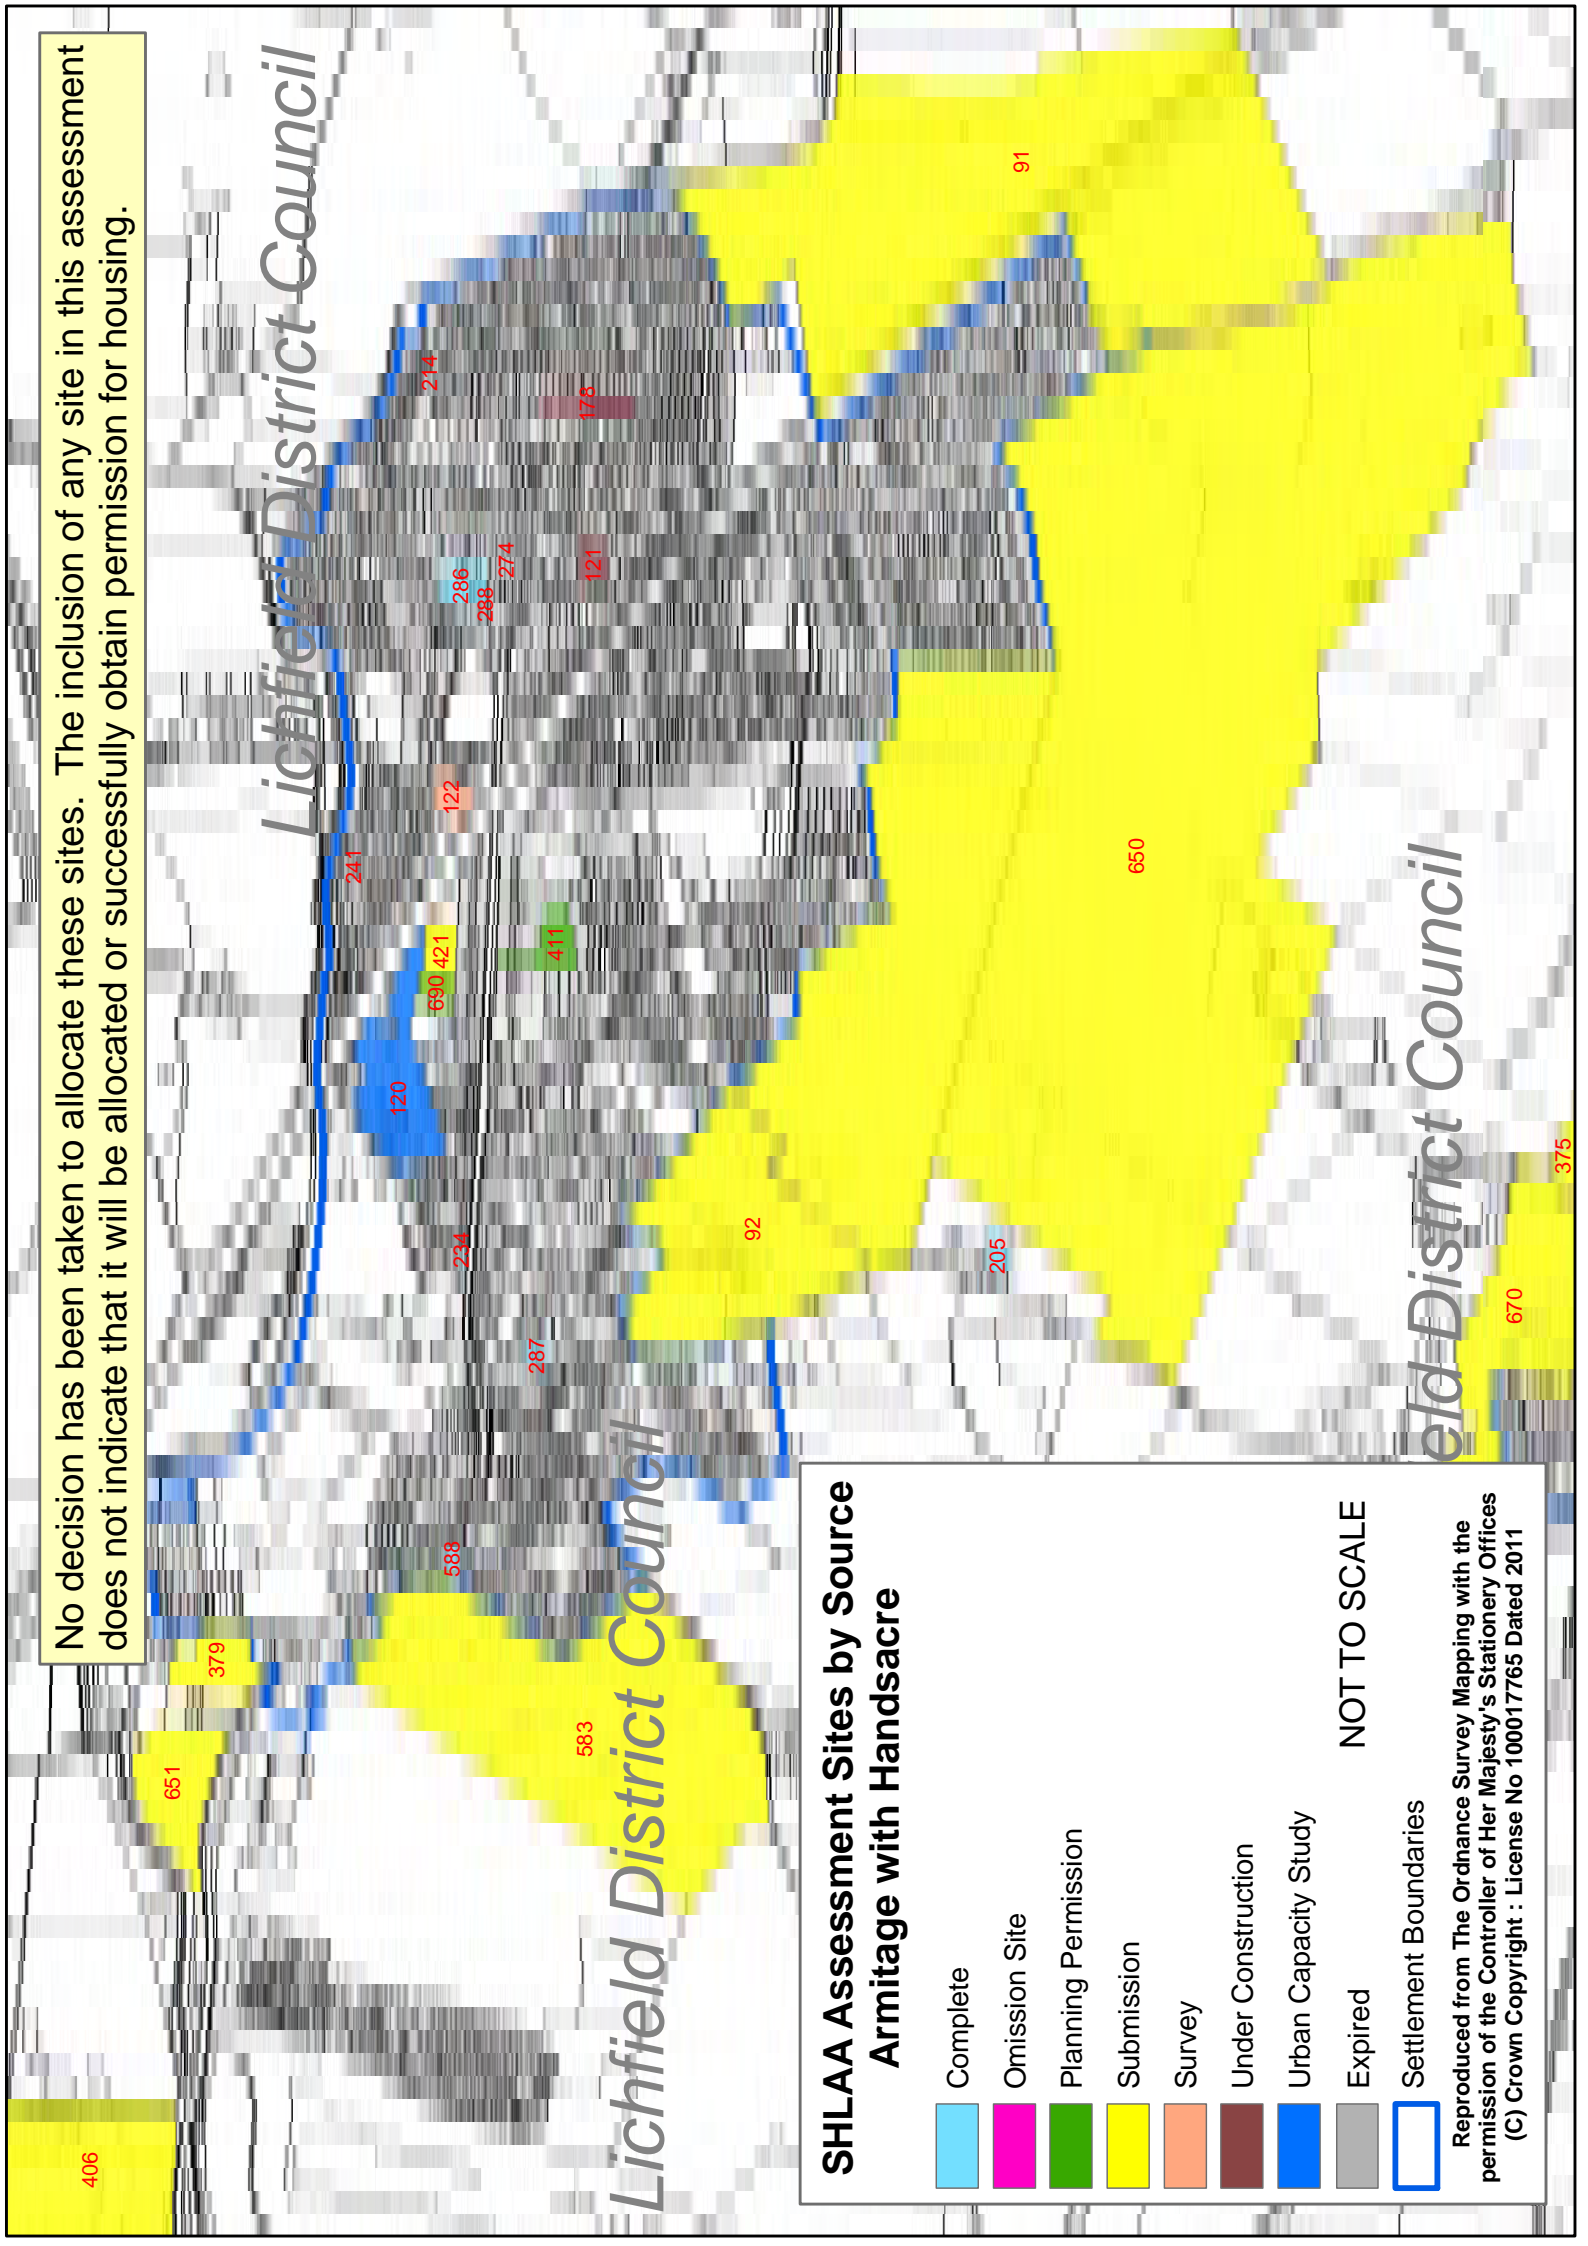 No decision has been taken to allocate these sites.  The inclusion of any site in this assessment
does not indicate that it will be allocated or successfully obtain permission for housing.
Lichfield District Council
Lichfield District Council
eld District Council
406
651
379
583
588
287
234
120
690
421
411
241
122
286
288
274
121
214
178
91
92
205
650
670
375
SHLAA Assessment Sites by Source
Armitage with Handsacre
Complete
Omission Site
Planning Permission
Submission
Survey
Under Construction
Urban Capacity Study
Expired
Settlement Boundaries
NOT TO SCALE
Reproduced from The Ordnance Survey Mapping with the
permission of the Controller of Her Majesty's Stationery Offices
(C) Crown Copyright : License No 100017765 Dated 2011